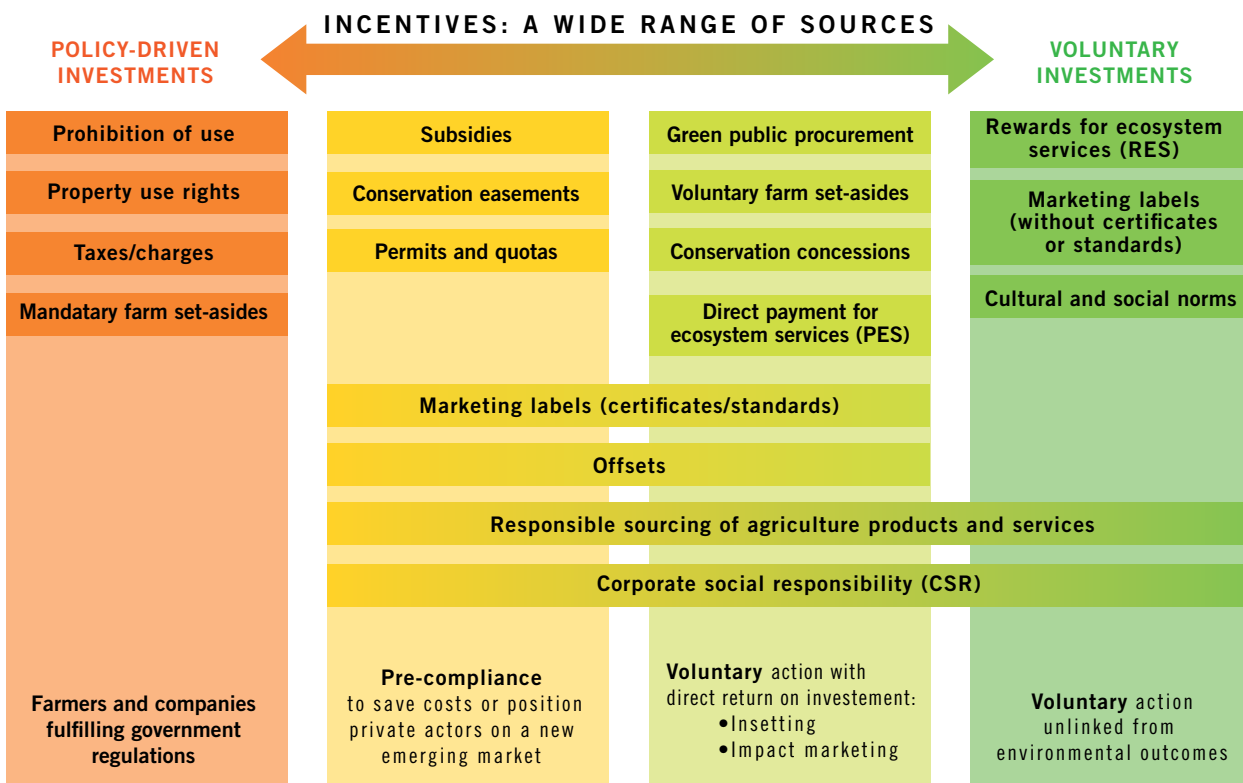 INCENTIVES: A WIDE RANGE OF SOURCES
POLICY-DRIVEN
INVESTMENTS
VOLUNTARY
INVESTMENTS
Prohibition of use
Property use rights
Taxes/charges
Mandatary farm set-asides
Subsidies
Conservation easements
Permits and quotas
Green public procurement
Voluntary farm set-asides
Conservation concessions
Direct payment for
ecosystem services (PES)
Rewards for ecosystem
services (RES)
Marketing labels
(without certificates
or standards)
Cultural and social norms
Marketing labels (certificates/standards)
Offsets
Responsible sourcing of agriculture products and services
Corporate social responsibility (CSR)
Farmers and companies
fulfilling government
regulations
Pre-compliance
to save costs or position
private actors on a new
emerging market
Voluntary action with
direct return on investement:
•Insetting
•Impact marketing
Voluntary action
unlinked from
environmental outcomes